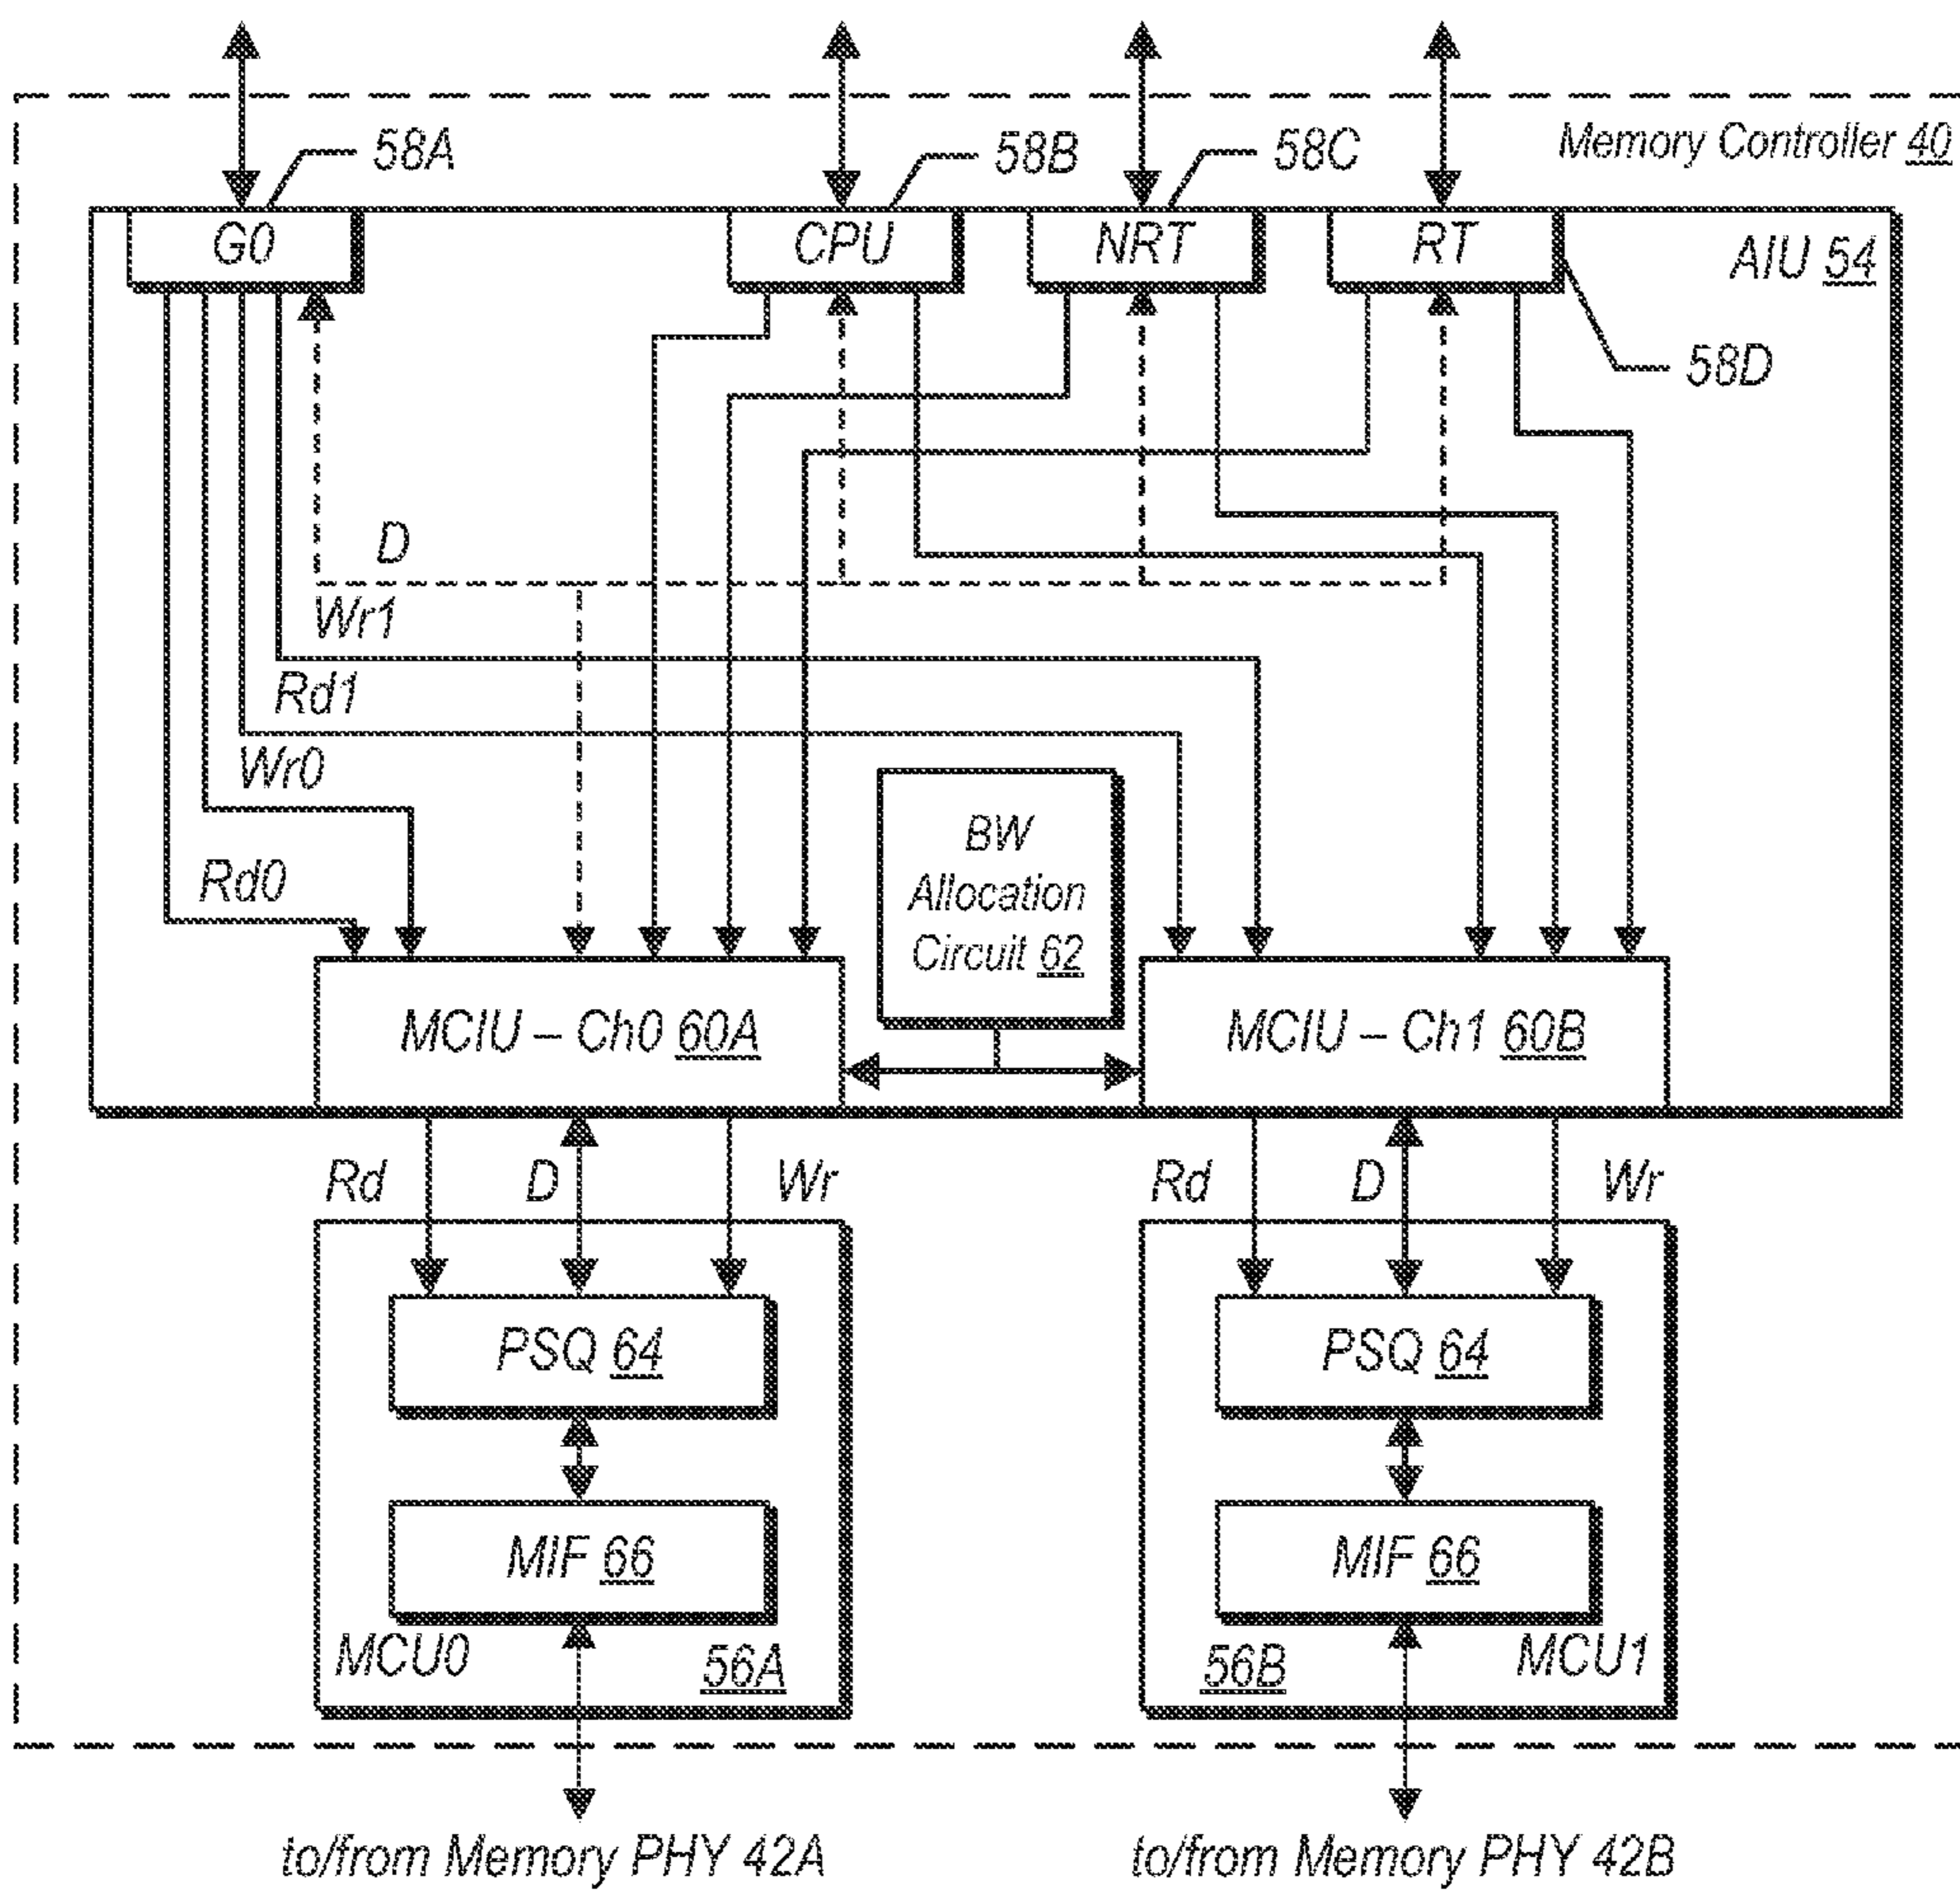 58A
58B
58C
Memory Controller 40
G0
CPU
NRT
RT
AIU 54
58D
D
Wr1
Rd1
Wr0
Rd0
BW
Allocation
Circuit 62
MCIU – Ch0 60A
MCIU – Ch1 60B
Rd
D
Wr
Rd
D
Wr
PSQ 64
PSQ 64
MIF 66
MIF 66
MCU0
56A
56B
MCU1
to/from Memory PHY 42A
to/from Memory PHY 42B